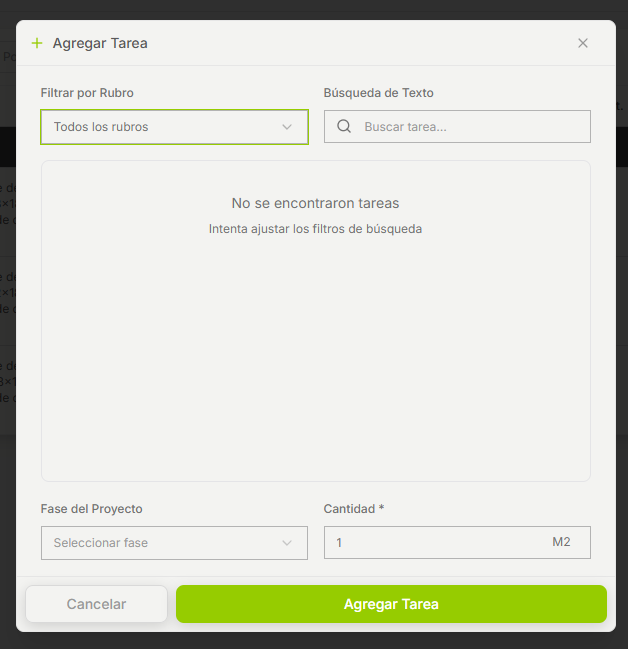 Agregar Tarea
Filtrar por Rubro
Búsqueda de Texto
Todos los rubros
Buscar tarea...
No se encontraron tareas
Intenta ajustar los filtros de búsqueda
Fase del Proyecto
Cantidad *
Seleccionar fase
1
M2
Cancelar
Agregar Tarea